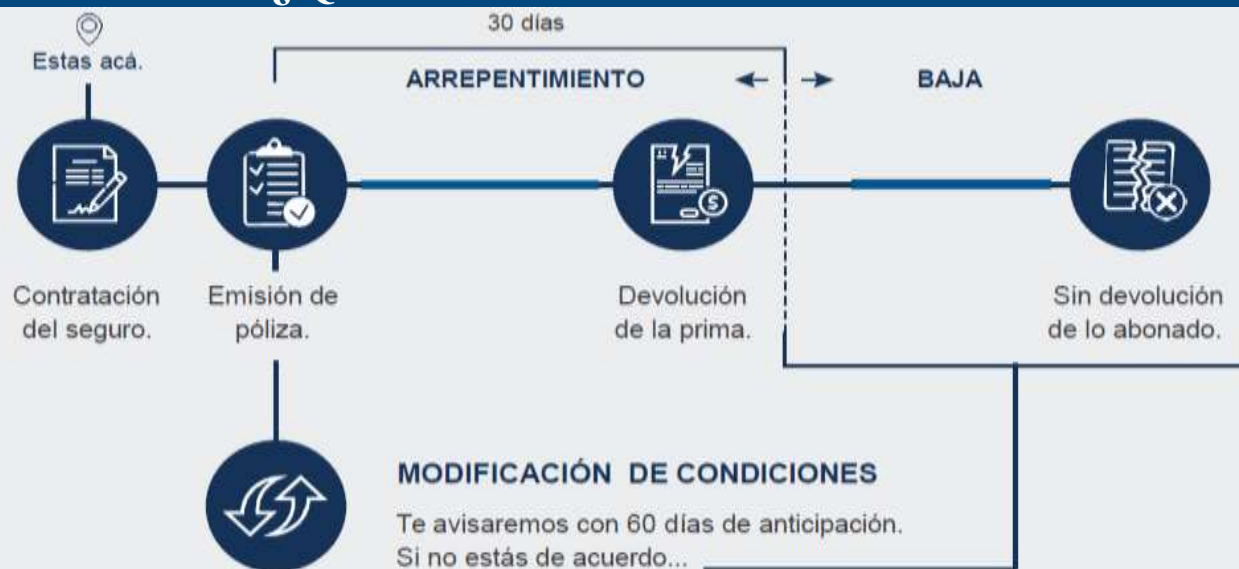 30 días
Estas acá.
ARREPENTIMIENTO
BAJA
Contratación
del seguro.
Emisión de
póliza.
Devolución
de la prima.
Sin devolución
de lo abonado.
MODIFICACIÓN DE CONDICIONES
Te avisaremos con 60 días de anticipación.
Si no estás de acuerdo...